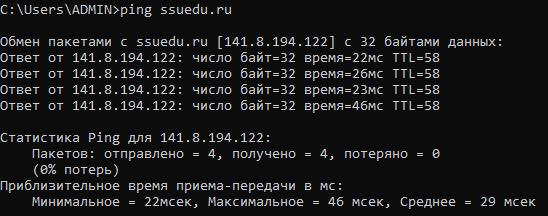 C:\Users\ADMIN>ping ssuedu.ru
Обмен пакетами с ssuedu.ru [141.8.194.122] с 32 байтами данных:
Ответ от 141.8.194.122: число байт=32 время=22мс TTL=58
Ответ от 141.8.194.122: число байт=32 время=26мс TTL=58
Ответ от 141.8.194.122: число байт=32 время=23мс TTL=58
Ответ от 141.8.194.122: число байт=32 время=46мс TTL=58
Статистика Ping для 141.8.194.122:
Пакетов: отправлено = 4, получено = 4, потеряно = 0
(0% потерь)
Приблизительное время приема-передачи в мс:
Минимальное = 22мсек, Максимальное = 46 мсек, Среднее = 29 мсек